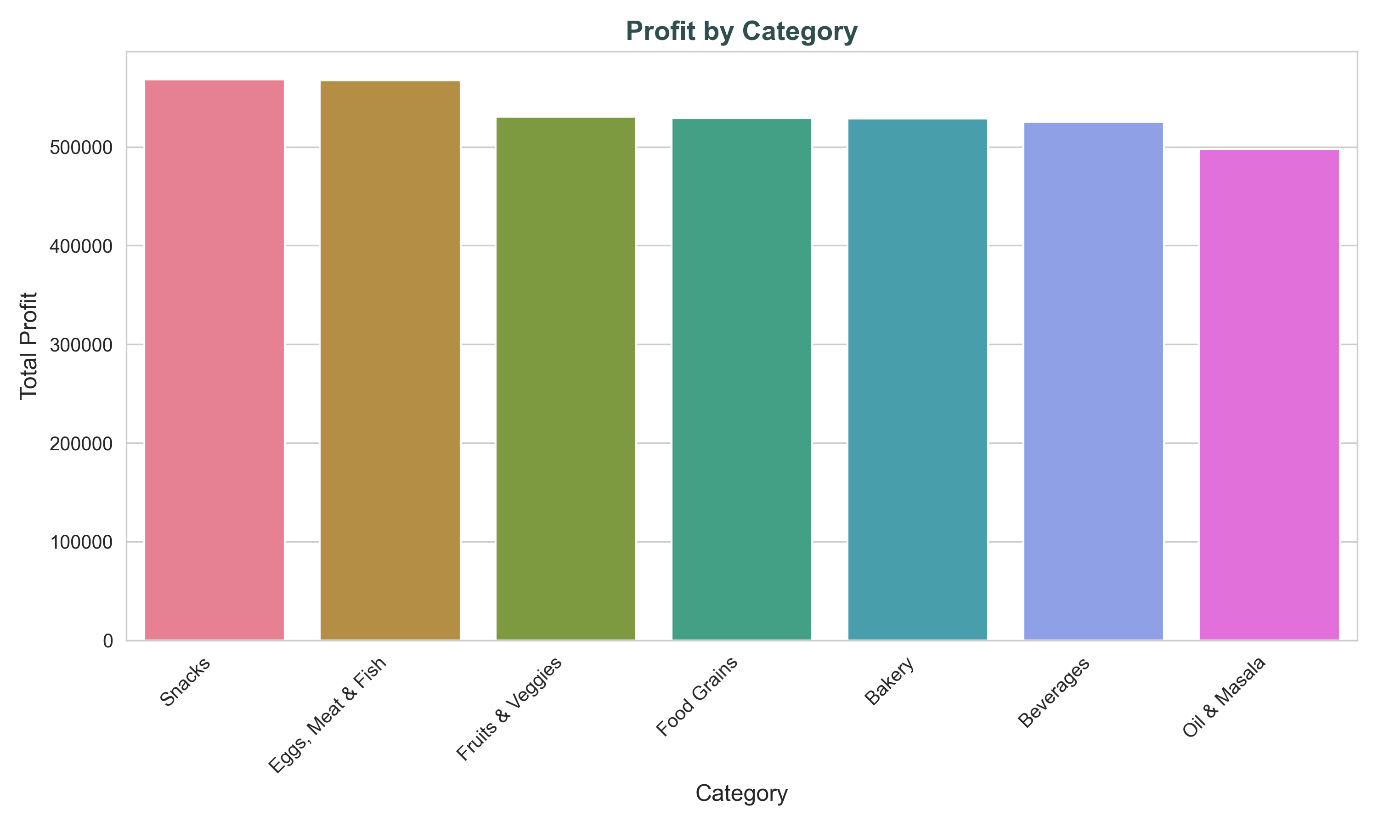 Profit by Category
500000
400000
300000
200000
100000
0
Total Profit
Snacks
Eggs, Meat & Fish
Fruits & Veggies
Food Grains
Bakery
Beverages
Oil & Masala
Category